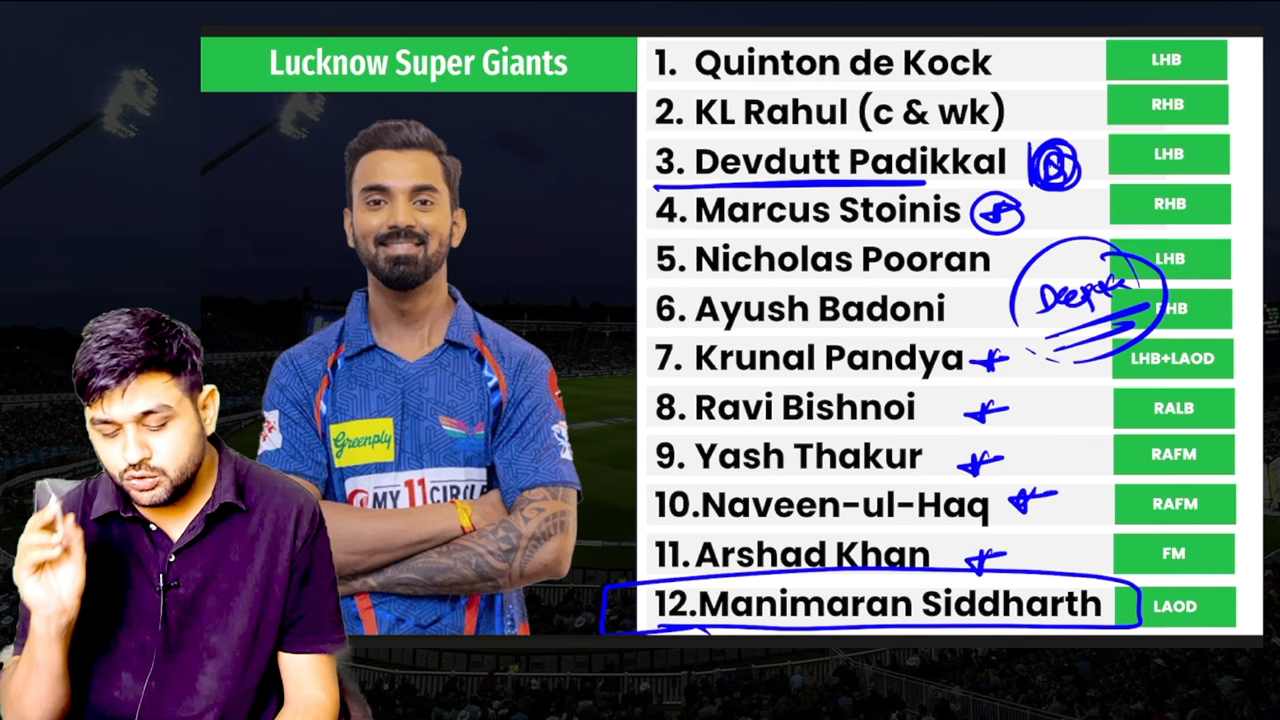 Lucknow Super Giants
1. Quinton de Kock LHB
2. KL Rahul (c & wk) RHB
3. Devdutt Padikkal LHB
4. Marcus Stoinis RHB
5. Nicholas Pooran LHB
6. Ayush Badoni HB
7. Krunal Pandya LHB+LAOD
8. Ravi Bishnoi RALB
9. Yash Thakur RAFM
10.Naveen-ul-Haq RAFM
11.Arshad Khan FM
12.Manimaran Siddharth LAOD
Greenply
MY 11 CIRCLE